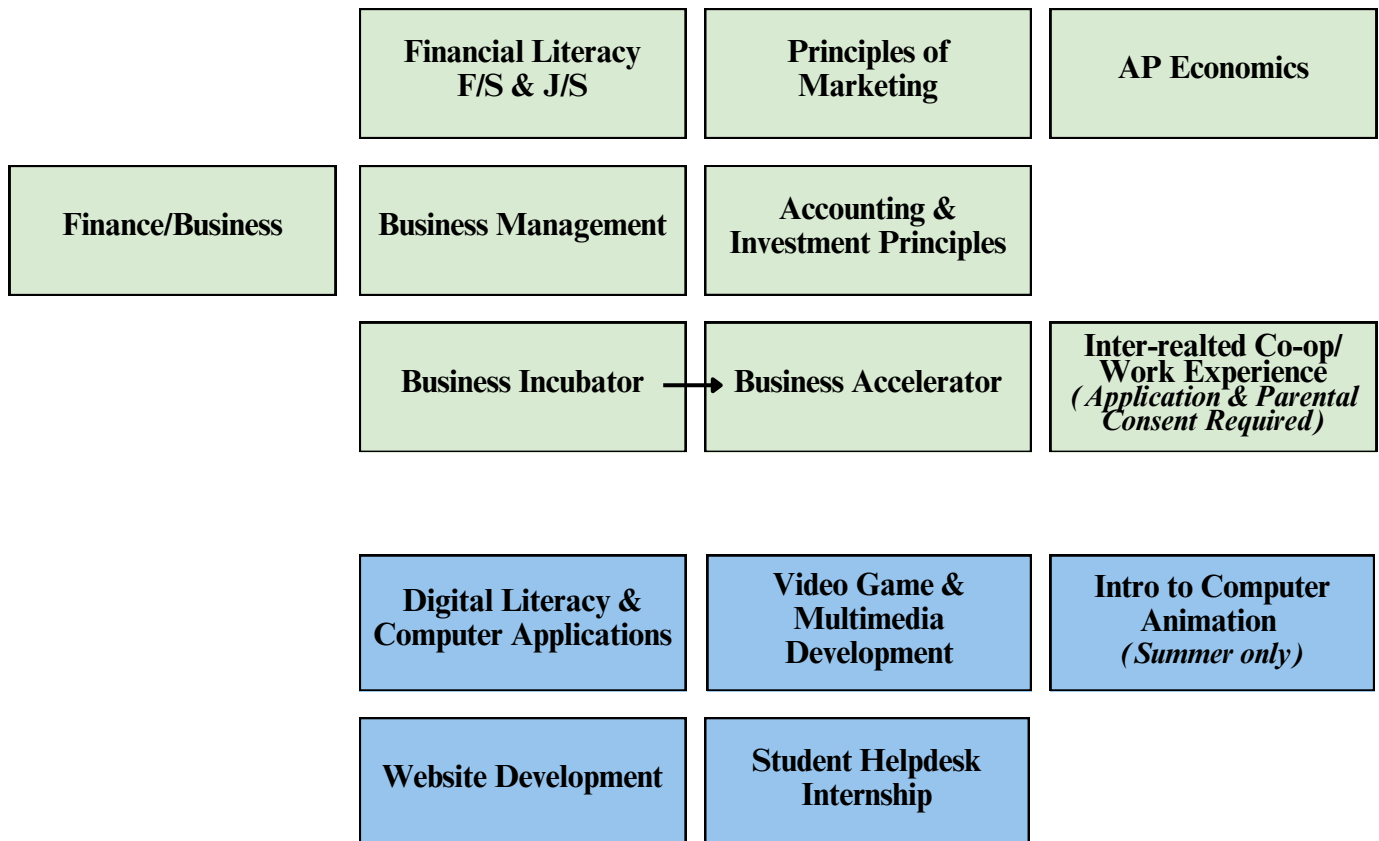 Financial Literacy
F/S & J/S
Principles of
Marketing
AP Economics
Finance/Business
Business Management
Accounting &
Investment Principles
Business Incubator
Business Accelerator
Inter-realted Co-op/
Work Experience
(Application & Parental
Consent Required)
Digital Literacy &
Computer Applications
Video Game &
Multimedia
Development
Intro to Computer
Animation
(Summer only)
Website Development
Student Helpdesk
Internship